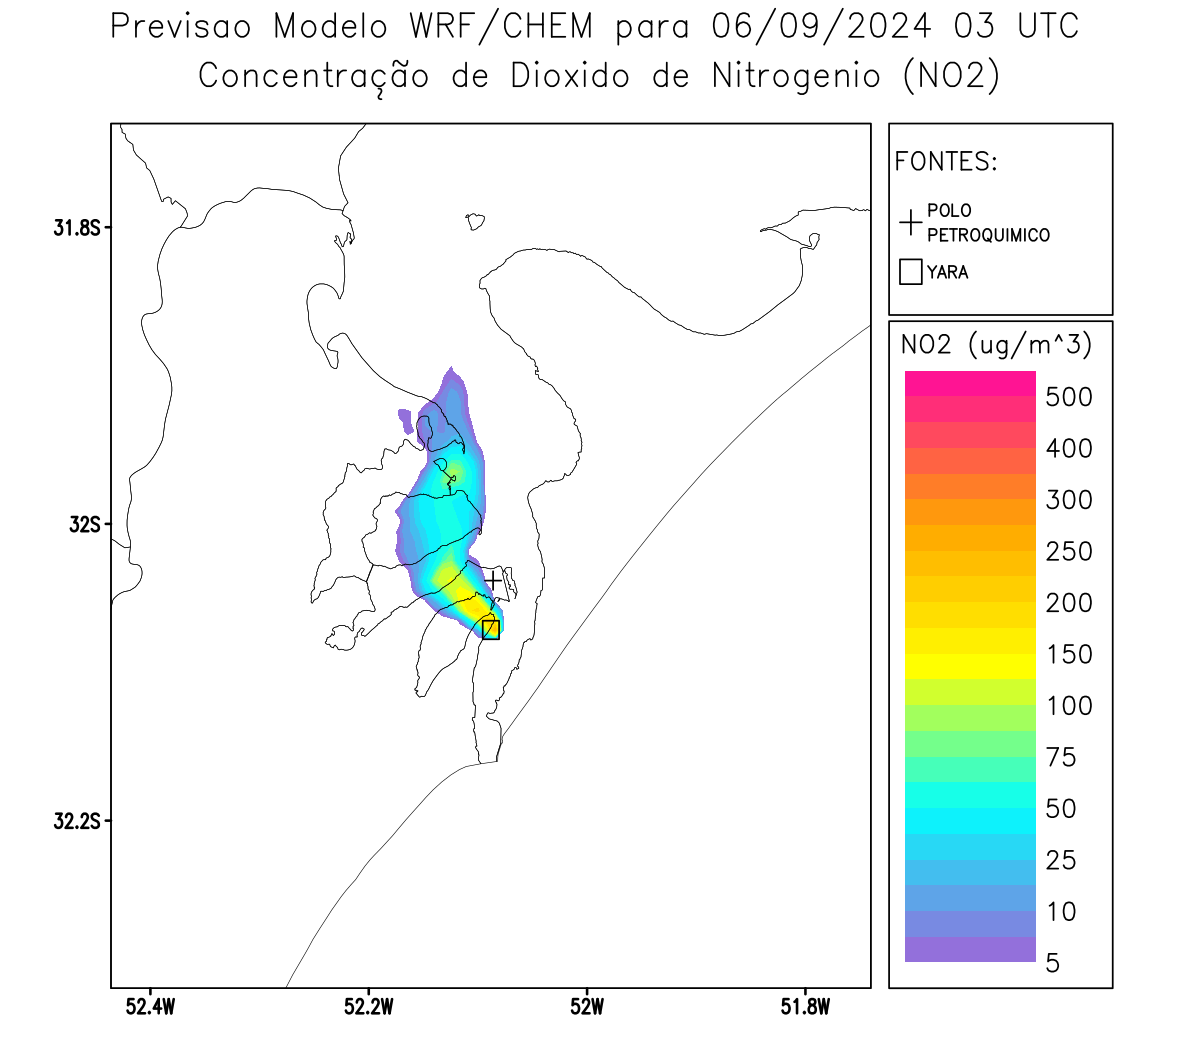 Previsao Modelo WRF/CHEM para 06/09/2024 03 UTC
Concentração de Dioxido de Nitrogenio (NO2)
FONTES:
POLO
PETROQUIMICO
YARA
NO2 (ug/m^3)
500
400
300
250
200
150
100
75
50
25
10
5
31.8S
32S
32.2S
52.4W
52.2W
52W
51.8W